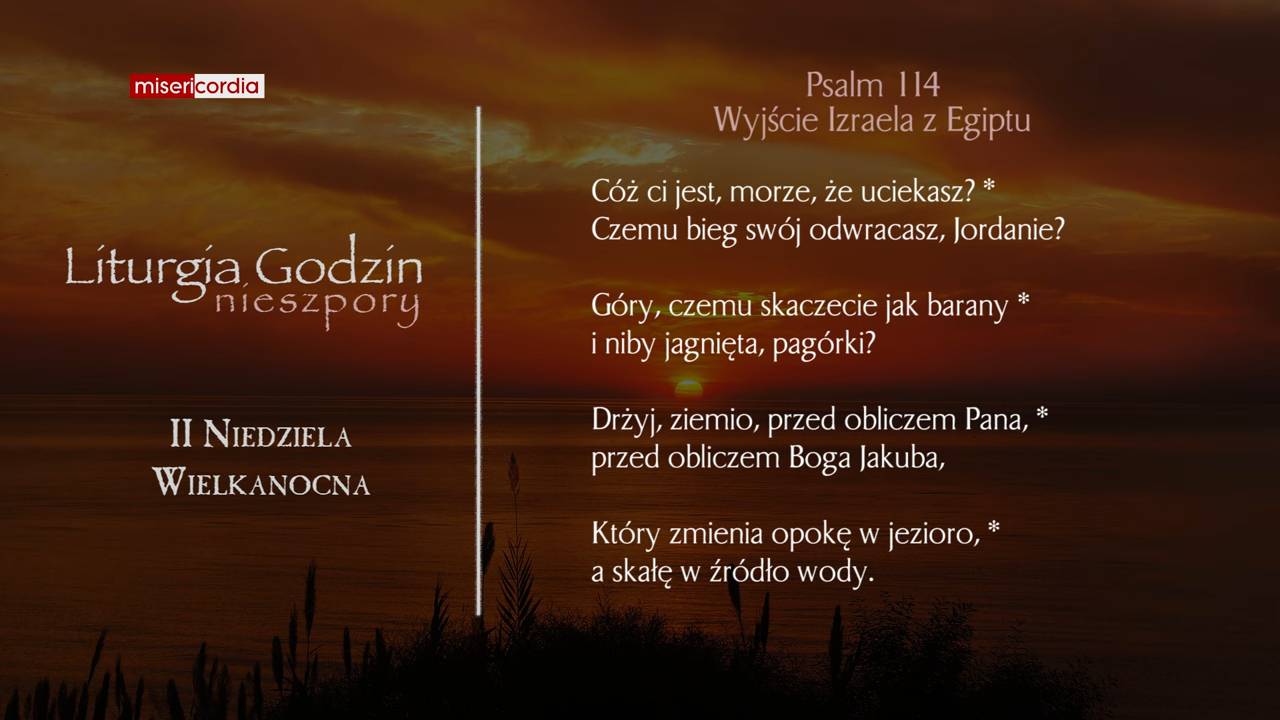 misericordia
Liturgia Godzin
nieszpory
II Niedziela
Wielkanocna
Psalm 114
Wyjście Izraela z Egiptu
Cóż ci jest, morze, że uciekasz? *
Czemu bieg swój odwracasz, Jordanie?
Góry, czemu skaczecie jak barany *
i niby jagnięta, pagórki?
Drżyj, ziemio, przed obliczem Pana, *
przed obliczem Boga Jakuba,
Który zmienia opokę w jezioro, *
a skałę w źródło wody.